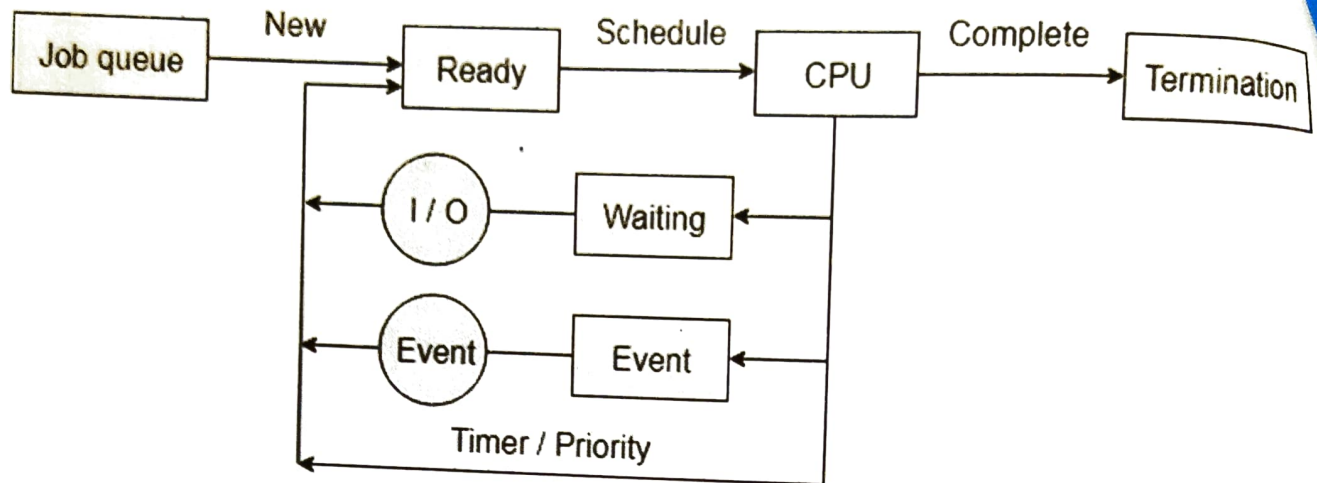 New
Schedule
Complete
Job queue
Ready
CPU
Termination
I / O
Waiting
Event
Event
Timer / Priority